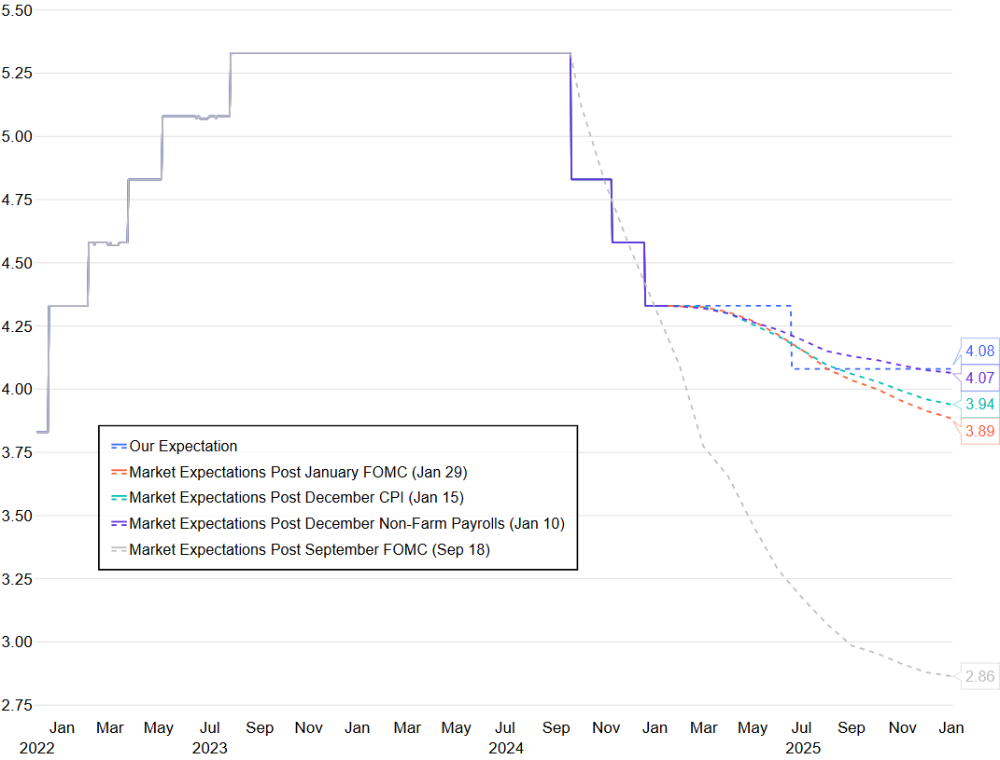 5.50
5.25
5.00
4.75
4.50
4.25
4.00
3.75
3.50
3.25
3.00
2.75
4.08
4.07
3.94
3.89
2.86
Our Expectation
Market Expectations Post January FOMC (Jan 29)
Market Expectations Post December CPI (Jan 15)
Market Expectations Post December Non-Farm Payrolls (Jan 10)
Market Expectations Post September FOMC (Sep 18)
Jan Mar May Jul Sep Nov Jan Mar May Jul Sep Nov Jan Mar May Jul Sep Nov Jan
2022 2023 2024 2025